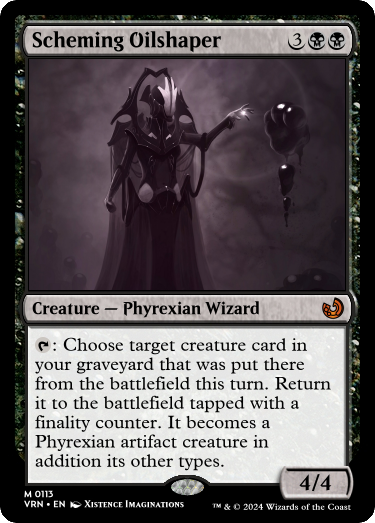 Scheming Oilshaper 3
Creature — Phyrexian Wizard
: Choose target creature card in
your graveyard that was put there
from the battlefield this turn. Return
it to the battlefield tapped with a
finality counter. It becomes a
Phyrexian artifact creature in
addition its other types.
4/4
M 0113
VRN • EN Xistence Imaginations
™ & © 2024 Wizards of the Coast